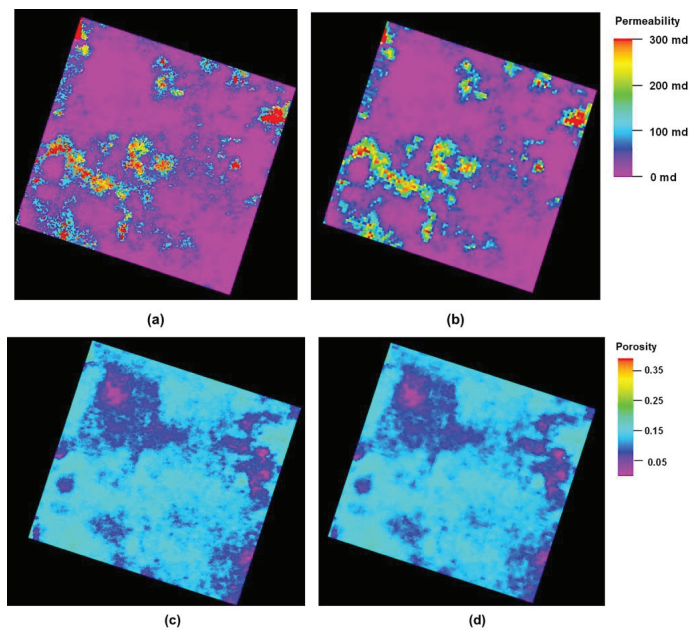 Permeability
300 md
200 md
100 md
0 md
(a)
(b)
Porosity
0.35
0.25
0.15
0.05
(c)
(d)